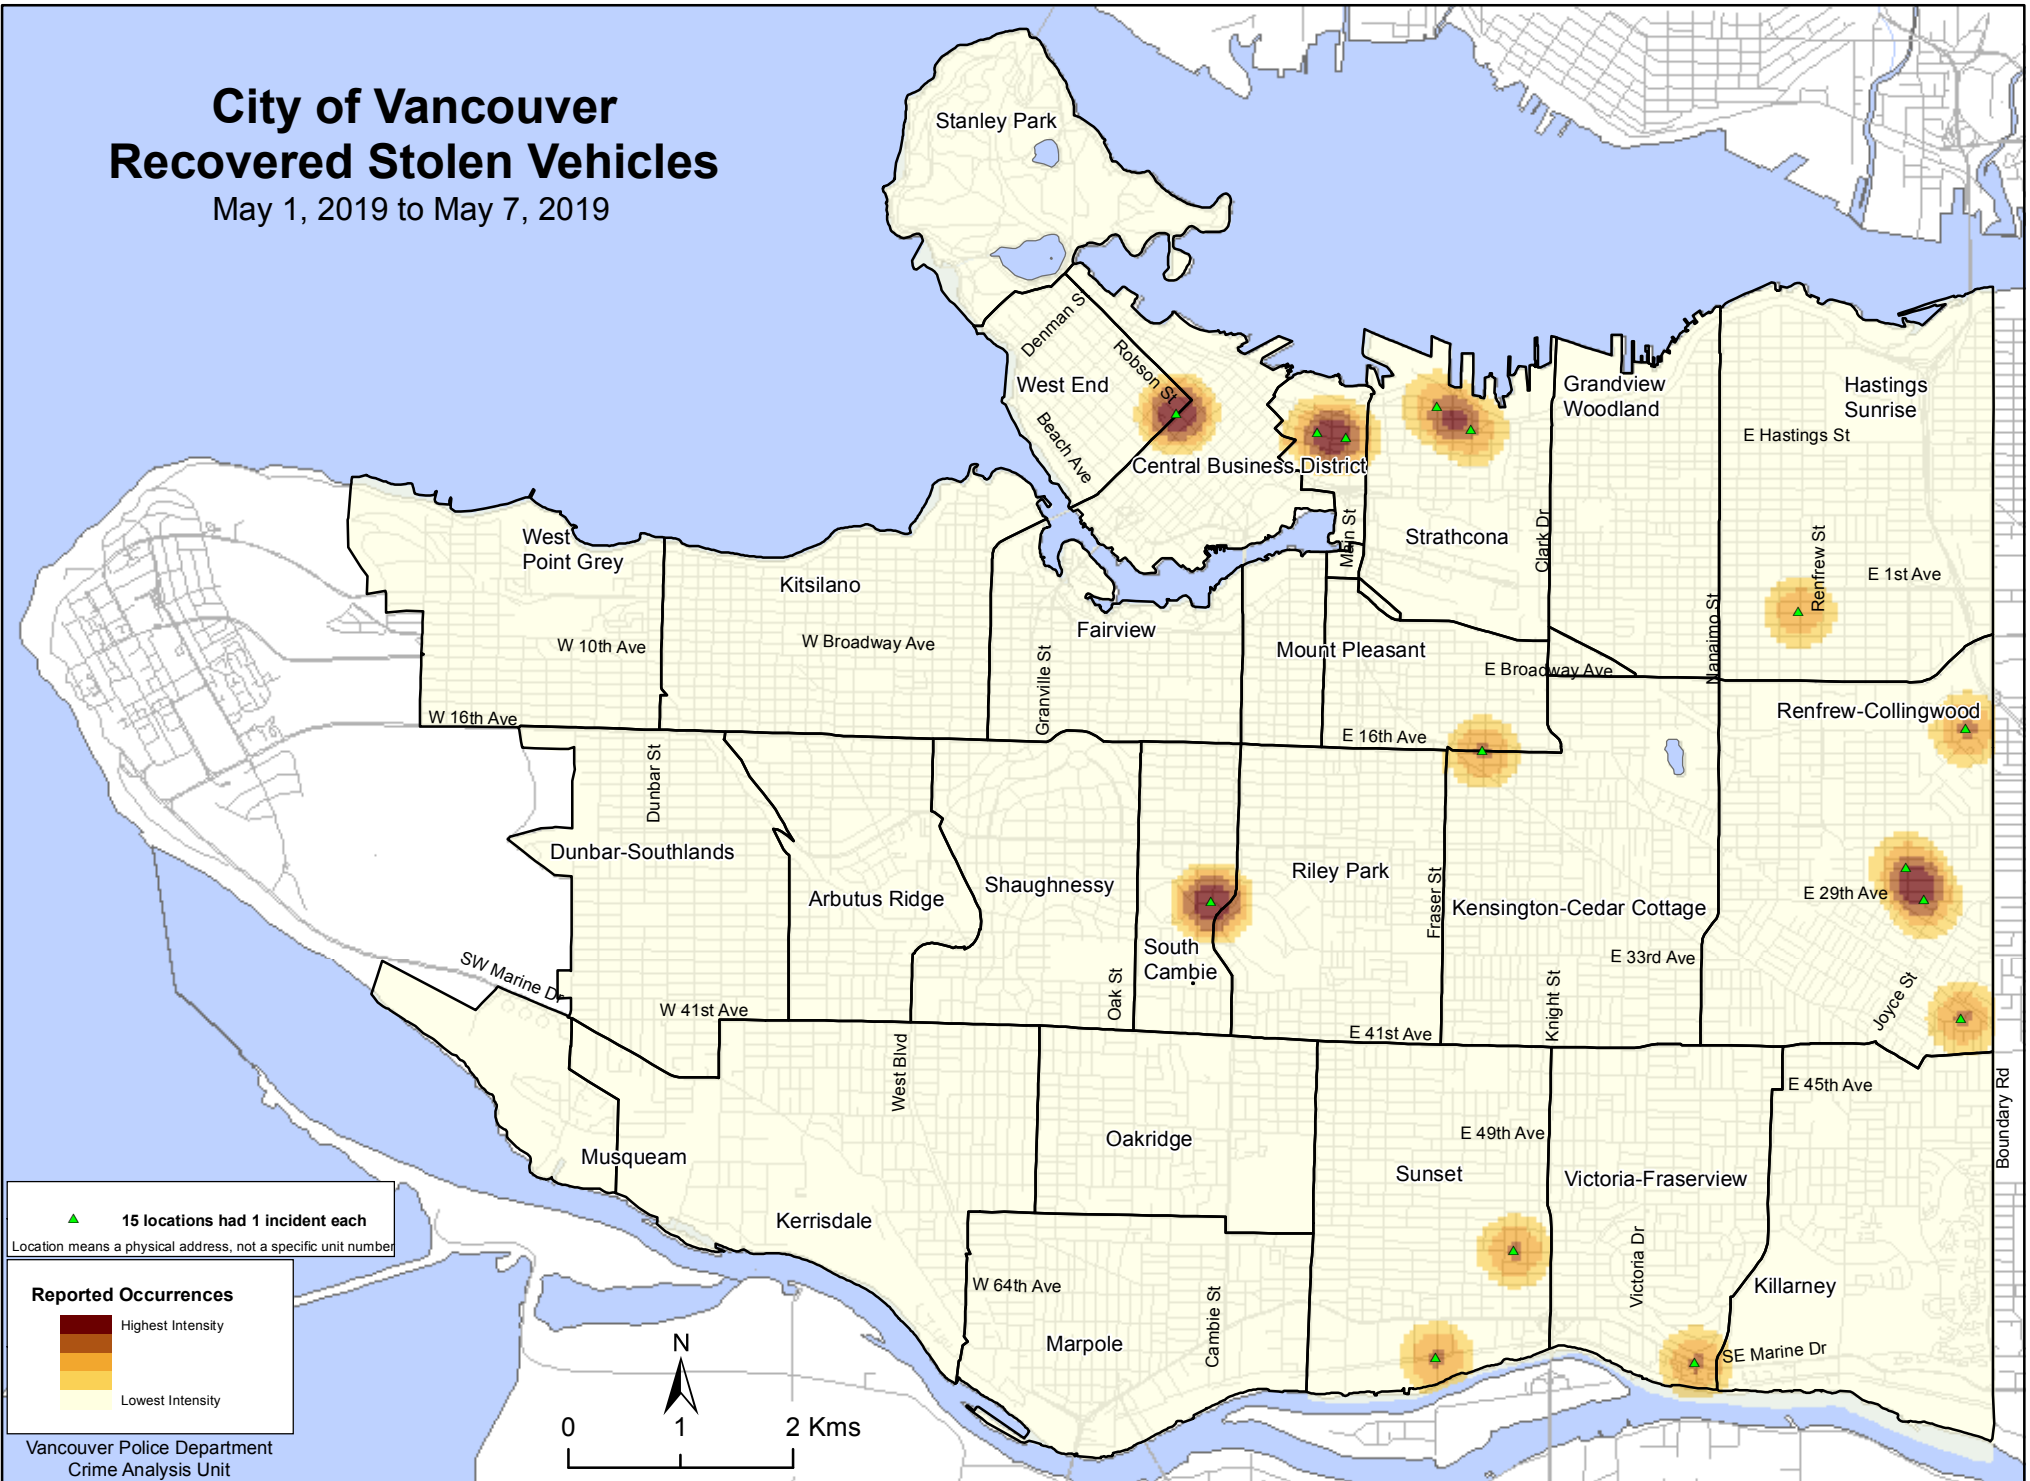 City of Vancouver
Recovered Stolen Vehicles
May 1, 2019 to May 7, 2019
Stanley Park
Denman S
Robson St
West End
Beach Ave
Central Business District
Grandview
Woodland
Hastings
Sunrise
E Hastings St
West
Point Grey
Kitsilano
Fairview
Main St
Strathcona
Clark Dr
Renfrew St
E 1st Ave
Nanaimo St
W 10th Ave
W Broadway Ave
Granville St
Mount Pleasant
E Broadway Ave
W 16th Ave
E 16th Ave
Renfrew-Collingwood
Dunbar St
Dunbar-Southlands
Arbutus Ridge
Shaughnessy
Riley Park
Fraser St
Kensington-Cedar Cottage
E 29th Ave
South
Cambie
E 33rd Ave
SW Marine Dr
W 41st Ave
Oak St
E 41st Ave
Knight St
Joyce St
West Blvd
E 45th Ave
Boundary Rd
Musqueam
Oakridge
E 49th Ave
Sunset
Victoria-Fraserview
Kerrisdale
Victoria Dr
W 64th Ave
Killarney
Marpole
Cambie St
SE Marine Dr
15 locations had 1 incident each
Location means a physical address, not a specific unit number
Reported Occurrences
Highest Intensity
Lowest Intensity
N
0 1 2 Kms
Vancouver Police Department
Crime Analysis Unit